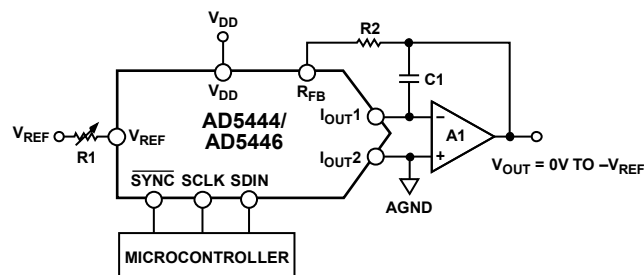 VDD
R2
VDD
RFB
C1
AD5444/
AD5446
IOUT1
VREF
VREF
R1
A1
IOUT2
VOUT = 0V TO –VREF
SYNC SCLK SDIN
AGND
MICROCONTROLLER